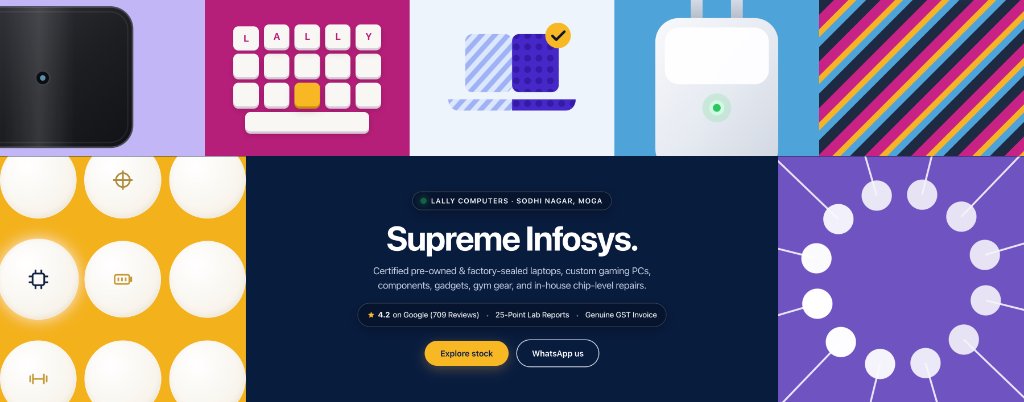 L A L L Y
LALLY COMPUTERS · SODHI NAGAR, MOGA
Supreme Infosys.
Certified pre-owned & factory-sealed laptops, custom gaming PCs,
components, gadgets, gym gear, and in-house chip-level repairs.
★ 4.2 on Google (709 Reviews) · 25-Point Lab Reports · Genuine GST Invoice
Explore stock
WhatsApp us